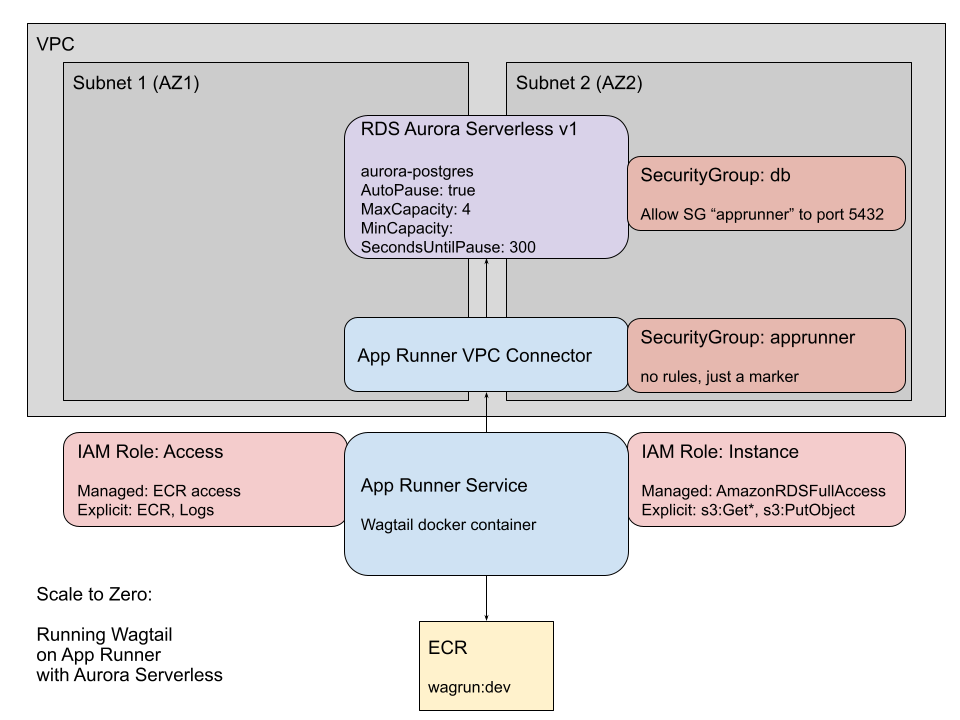 VPC
Subnet 1 (AZ1)
Subnet 2 (AZ2)
RDS Aurora Serverless v1
aurora-postgres
AutoPause: true
MaxCapacity: 4
MinCapacity:
SecondsUntilPause: 300
SecurityGroup: db
Allow SG “apprunner” to port 5432
App Runner VPC Connector
SecurityGroup: apprunner
no rules, just a marker
IAM Role: Access
Managed: ECR access
Explicit: ECR, Logs
App Runner Service
Wagtail docker container
IAM Role: Instance
Managed: AmazonRDSFullAccess
Explicit: s3:Get*, s3:PutObject
Scale to Zero:
Running Wagtail
on App Runner
with Aurora Serverless
ECR
wagrun:dev